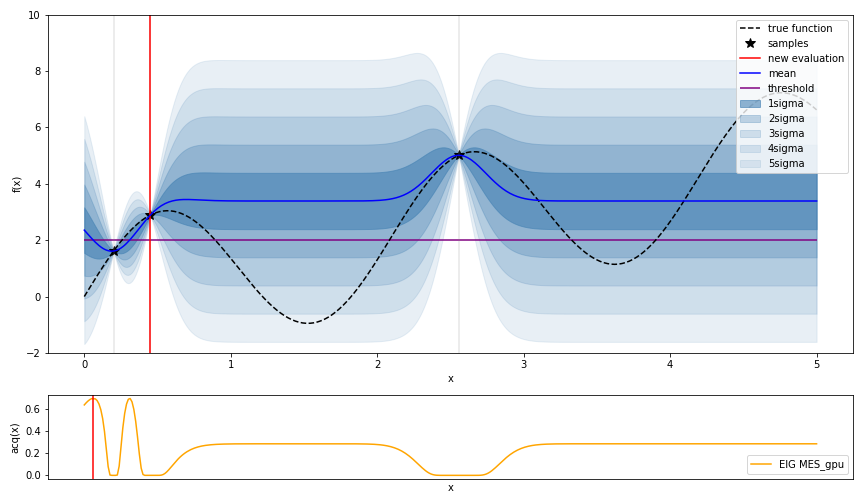 10
8
6
4
2
0
−2
f(x)
true function
samples
new evaluation
mean
threshold
1sigma
2sigma
3sigma
4sigma
5sigma
0 1 2 3 4 5
x
0.6
0.4
0.2
0.0
acq(x)
EIG MES_gpu
x